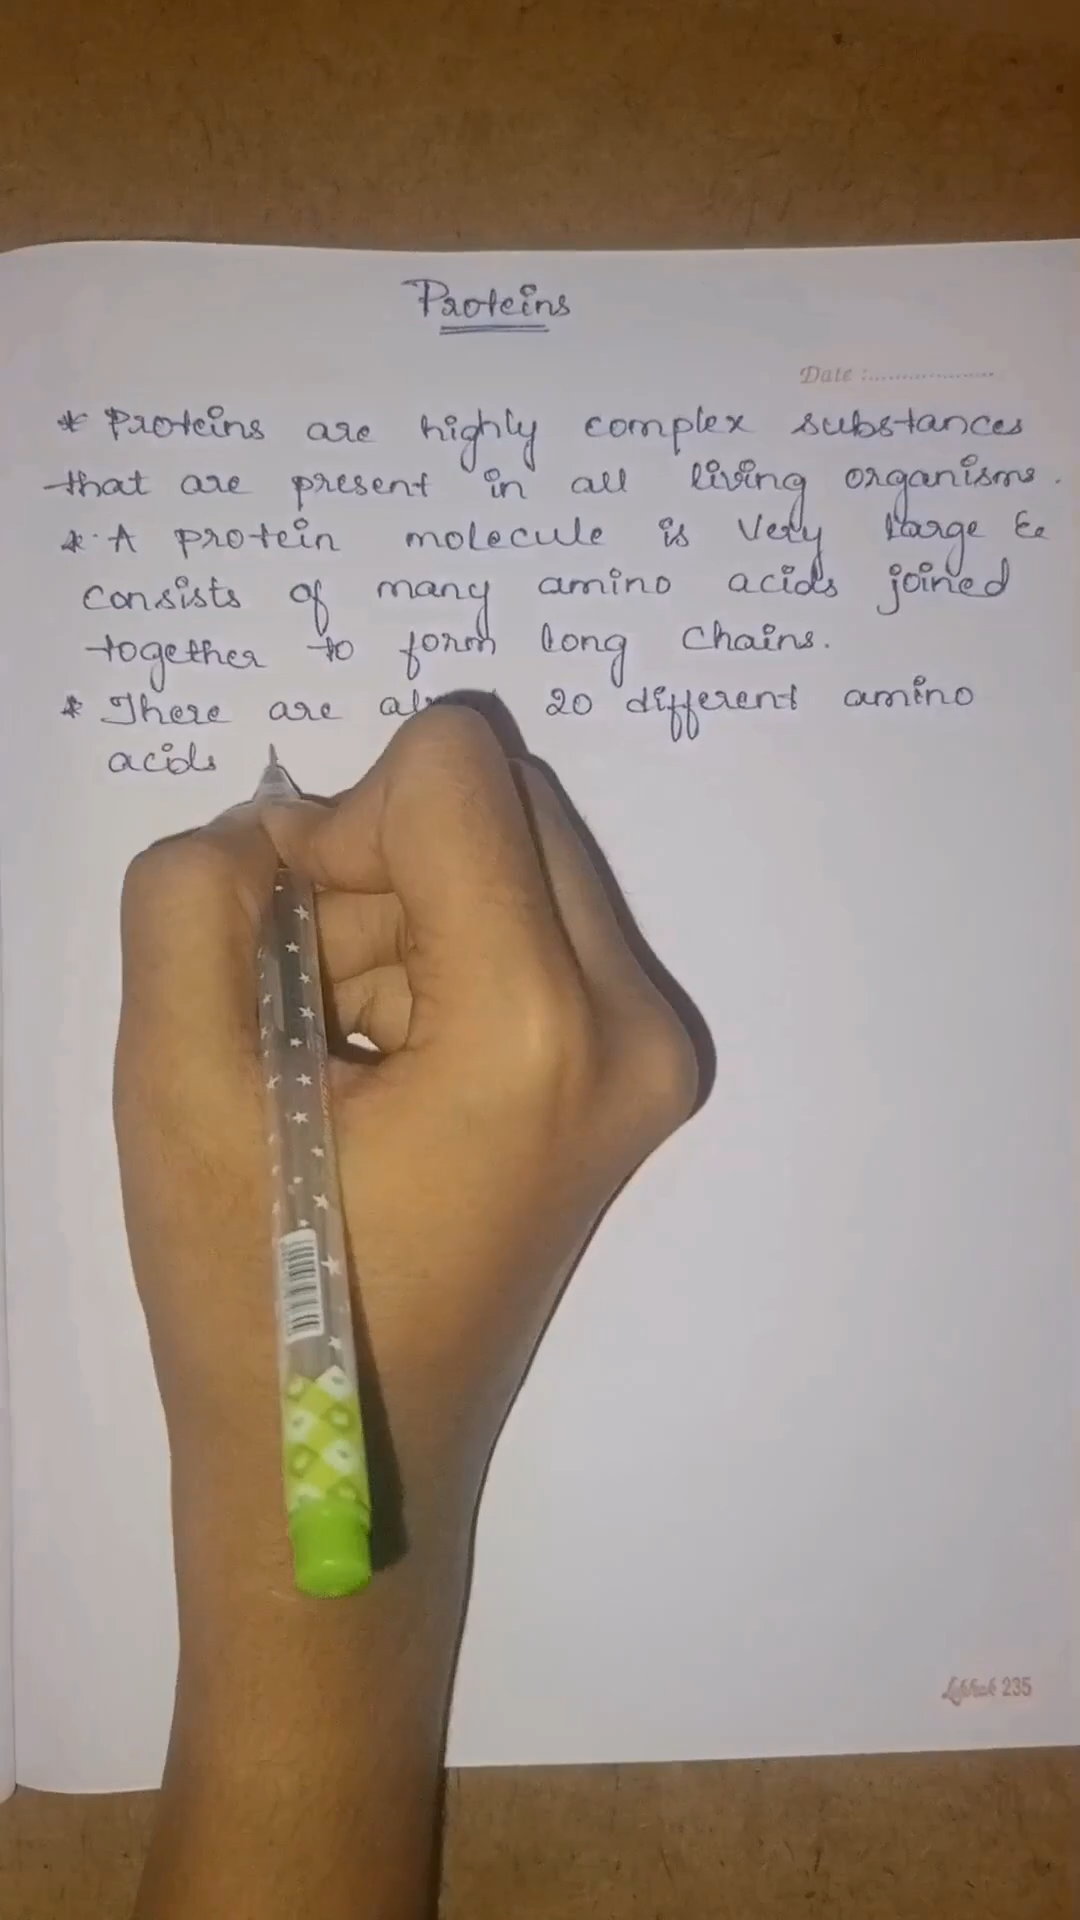 Proteins
Date :
* Proteins are highly complex substances
that are present in all living organisms.
* A protein molecule is very large &
consists of many amino acids joined
together to form long chains.
* There are 20 different amino
acids
235